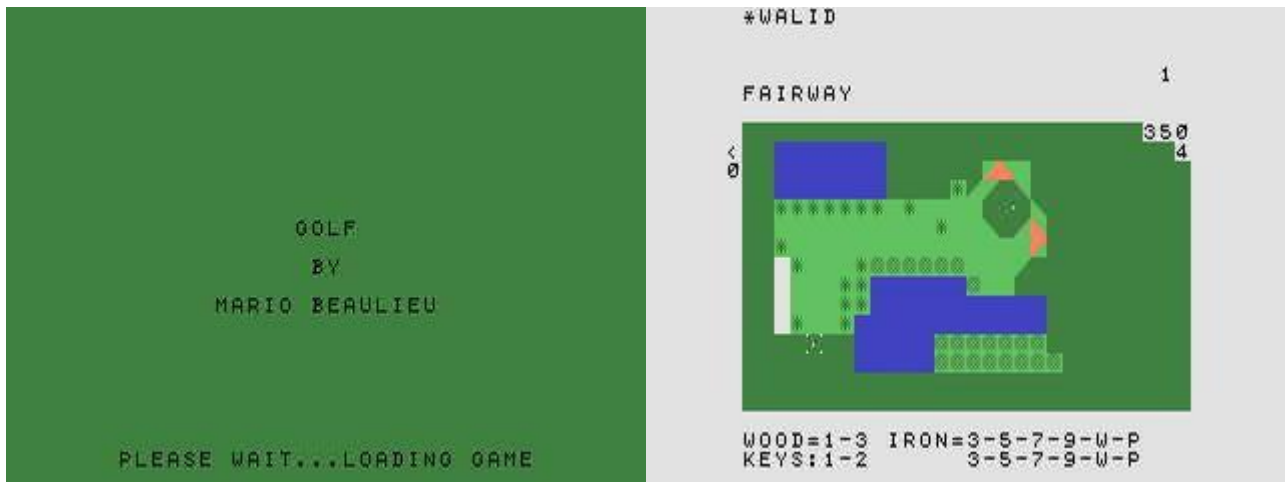 GOLF
BY
MARIO BEAULIEU
PLEASE WAIT...LOADING GAME
*WALID
1
FAIRWAY
350
4
<
0
WOOD=1-3 IRON=3-5-7-9-W-P
KEYS:1-2 3-5-7-9-W-P